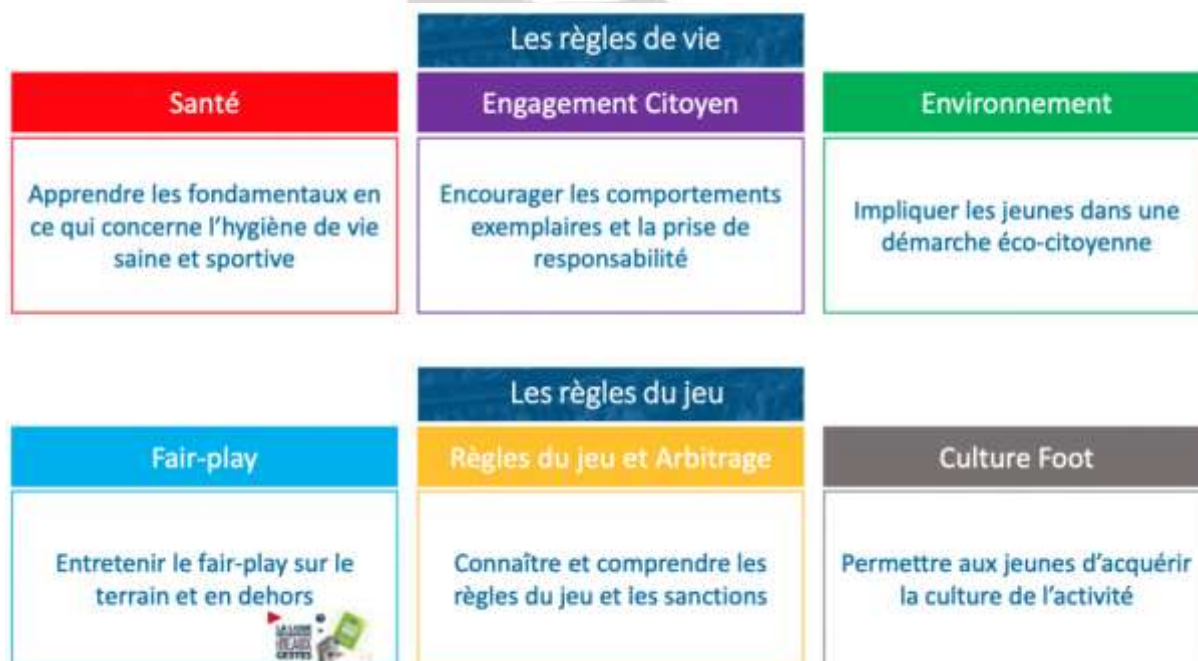 Les règles de vie
Santé
Apprendre les fondamentaux en
ce qui concerne l'hygiène de vie
saine et sportive
Engagement Citoyen
Encourager les comportements
exemplaires et la prise de
responsabilité
Environnement
Impliquer les jeunes dans une
démarche éco-citoyenne
Les règles du jeu
Fair-play
Entretenir le fair-play sur le
terrain et en dehors
Règles du jeu et Arbitrage
Connaître et comprendre les
règles du jeu et les sanctions
Culture Foot
Permettre aux jeunes d'acquérir
la culture de l'activité